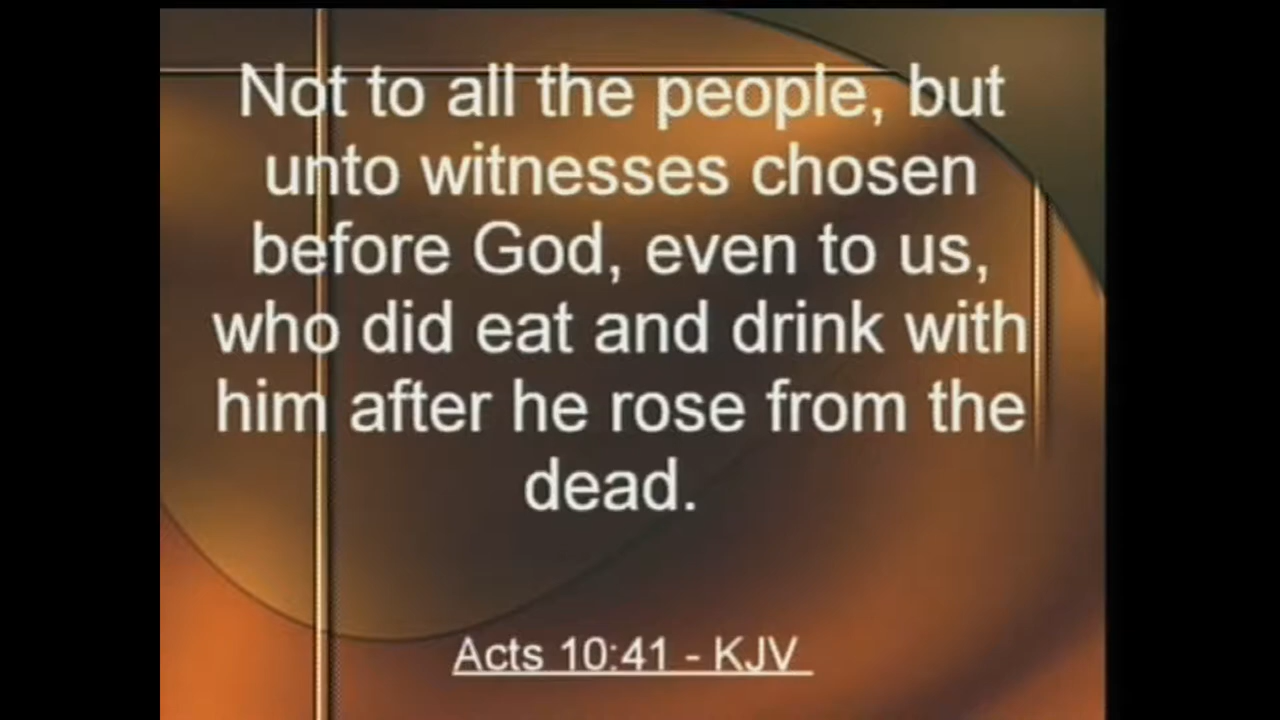 Not to all the people, but
unto witnesses chosen
before God, even to us,
who did eat and drink with
him after he rose from the
dead.
Acts 10:41 - KJV